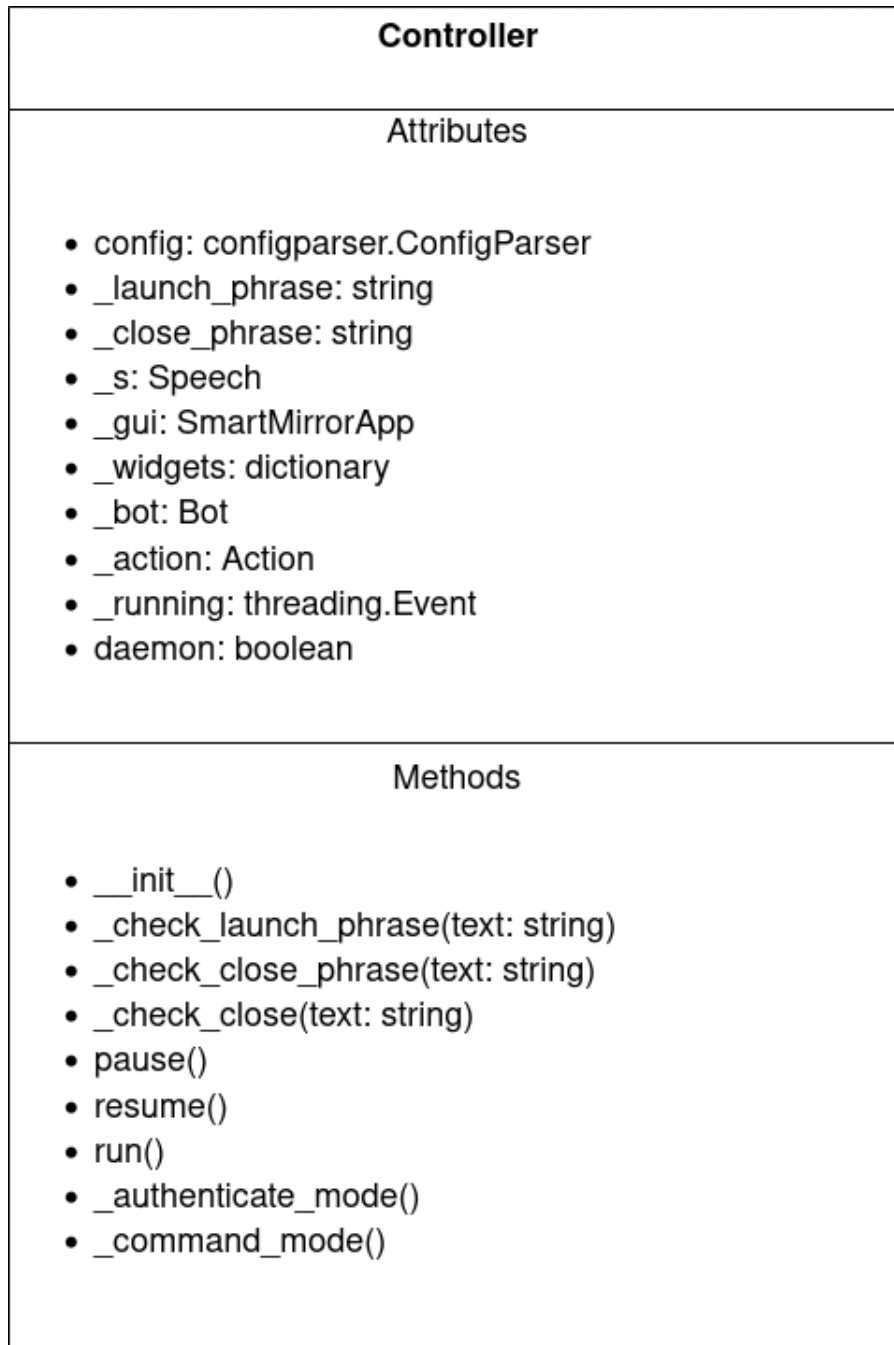 Controller
Attributes
• config: configparser.ConfigParser
• _launch_phrase: string
• _close_phrase: string
• _s: Speech
• _gui: SmartMirrorApp
• _widgets: dictionary
• _bot: Bot
• _action: Action
• _running: threading.Event
• daemon: boolean
Methods
• __init__()
• _check_launch_phrase(text: string)
• _check_close_phrase(text: string)
• _check_close(text: string)
• pause()
• resume()
• run()
• _authenticate_mode()
• _command_mode()